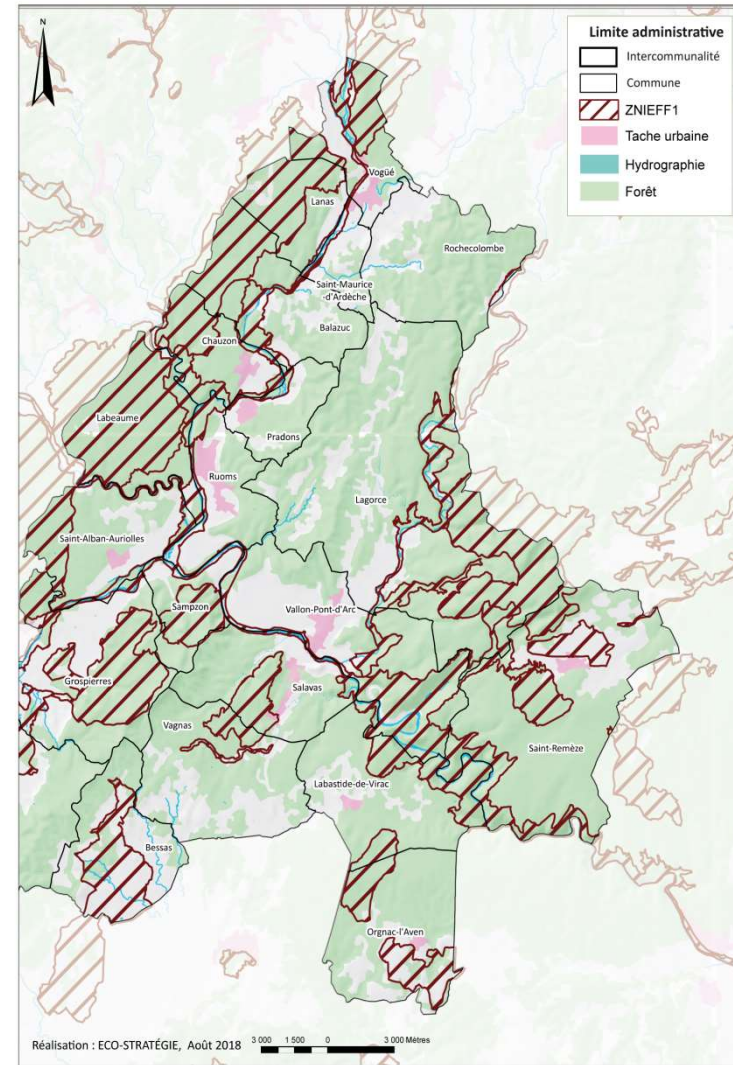 N
Limite administrative
Intercommunalité
Commune
ZNIEFF1
Tache urbaine
Hydrographie
Forêt
Vogüé
Lanas
Rochecolombe
Saint-Maurice
-d'Ardèche
Balazuc
Chauzon
Labeaume
Pradons
Ruoms
Lagorce
Saint-Alban-Auriolles
Sampzon
Vallon-Pont-d'Arc
Grospierres
Salavas
Vagnas
Saint-Remèze
Labastide-de-Virac
Bessas
Orgnac-l'Aven
Réalisation : ECO-STRATÉGIE, Août 2018
3 000 1 500 0 3 000 Mètres